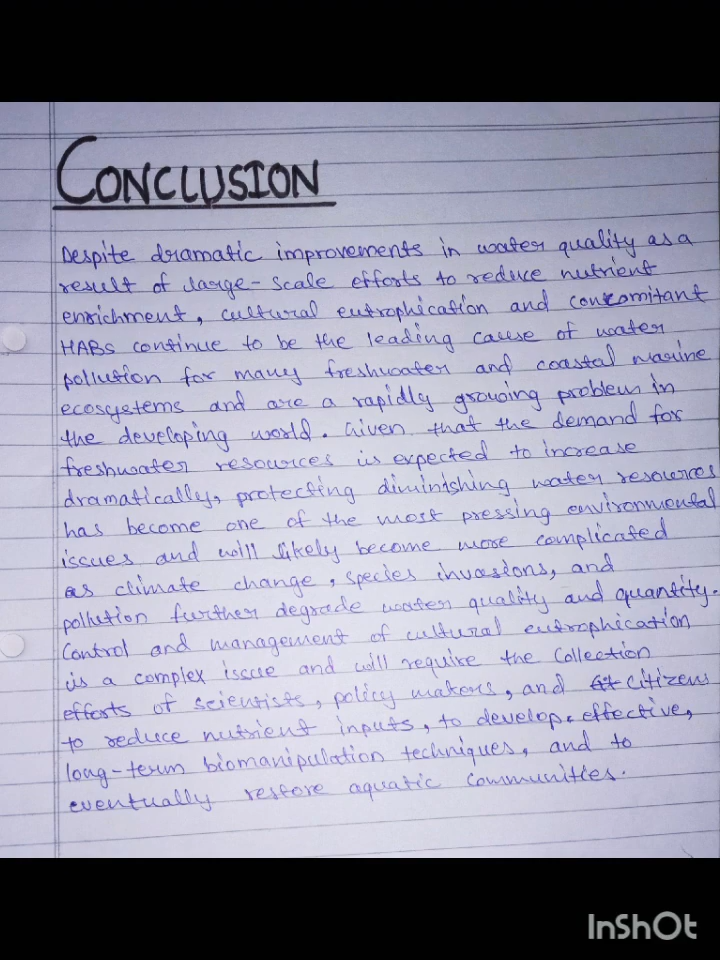 CONCLUSION
Despite dramatic improvements in water quality as a
result of large-scale efforts to reduce nutrient
enrichment, cultural eutrophication and concomitant
HABs continue to be the leading cause of water
pollution for many freshwater and coastal marine
ecosystems and are a rapidly growing problem in
the developing world. Given that the demand for
freshwater resources is expected to increase
dramatically, protecting diminishing water resources
has become one of the most pressing environmental
issues and will likely become more complicated
as climate change, species invasions, and
pollution further degrade water quality and quantity.
Control and management of cultural eutrophication
is a complex issue and will require the Collection
efforts of scientists, policy makers, and citizens
to reduce nutrient inputs, to develop effective,
long-term biomanipulation techniques, and to
eventually restore aquatic communities.
InShOt